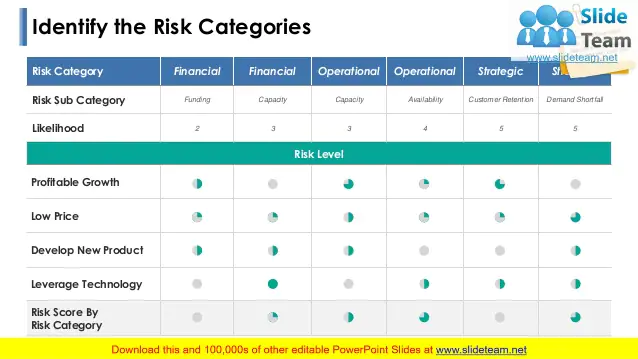 Identify the Risk Categories
Slide
Team
www.slideteam.net
Risk Category Financial Financial Operational Operational Strategic
Risk Sub Category Funding Capacity Capacity Availability Customer Retention Demand Shortfall
Likelihood 2 3 3 4 5 5
Risk Level
Profitable Growth
Low Price
Develop New Product
Leverage Technology
Risk Score By
Risk Category
Download this and 100,000s of other editable PowerPoint Slides at www.slideteam.net